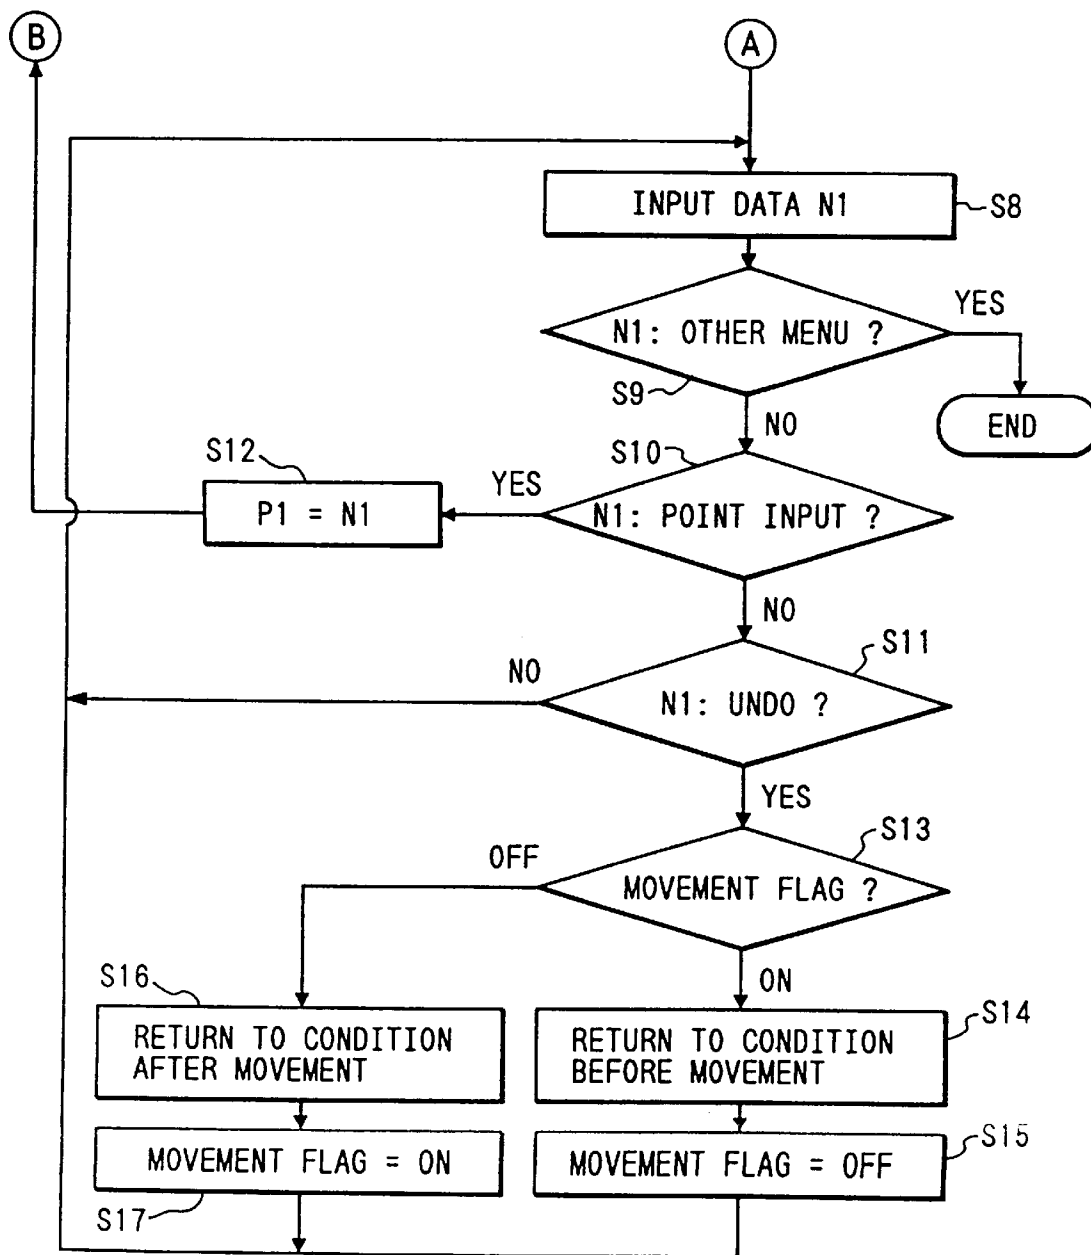 B
A
INPUT DATA N1
S8
N1: OTHER MENU ?
YES
S9
END
NO
S10
S12
YES
P1 = N1
N1: POINT INPUT ?
NO
S11
NO
N1: UNDO ?
YES
S13
OFF
MOVEMENT FLAG ?
ON
S16
S14
RETURN TO CONDITION
AFTER MOVEMENT
RETURN TO CONDITION
BEFORE MOVEMENT
S15
MOVEMENT FLAG = ON
MOVEMENT FLAG = OFF
S17